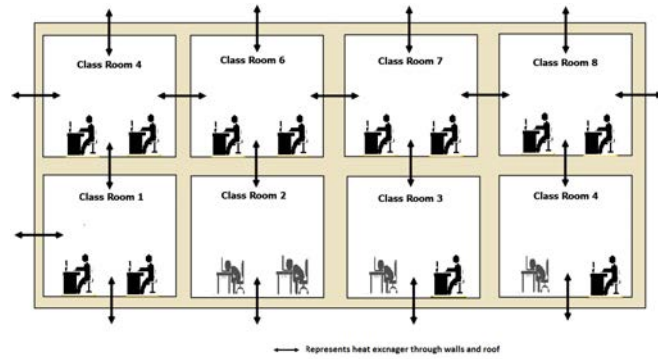 Class Room 4
Class Room 6
Class Room 7
Class Room 8
Class Room 1
Class Room 2
Class Room 3
Class Room 4
Represents heat excnager through walls and roof